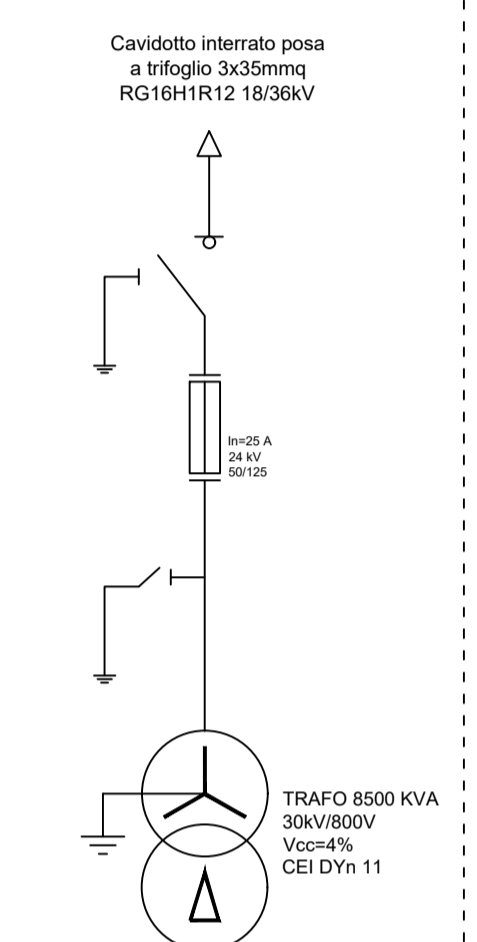 Cavidotto interrato posa
a trifoglio 3x35mmq
RG16H1R12 18/36kV
In=25 A
24 kV
50/125
TRAFO 8500 KVA
30kV/800V
Vcc=4%
CEI DYn 11